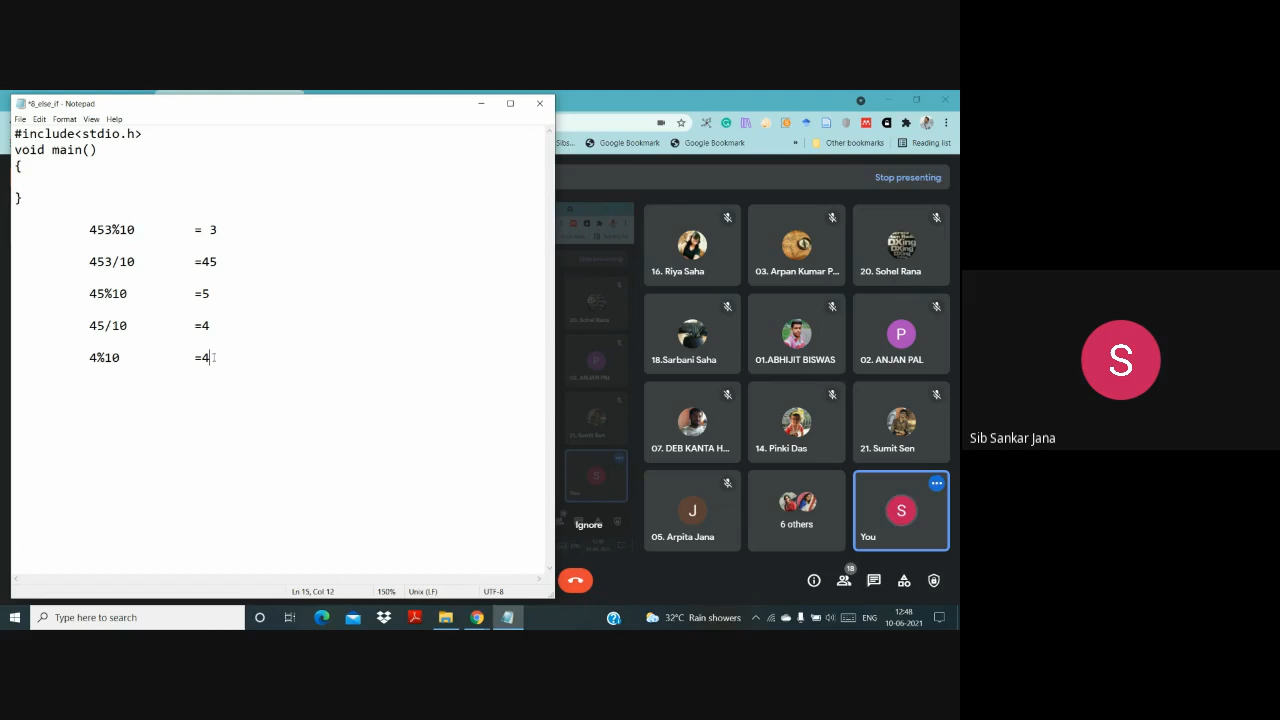 *8_else_if - Notepad
File Edit Format View Help
#include<stdio.h>
void main()
{
}
453%10 = 3
453/10 =45
45%10 =5
45/10 =4
4%10 =4
Ln 15, Col 12 150% Unix (LF) UTF-8
Google Bookmark Google Bookmark » Other bookmarks Reading list
Stop presenting
16. Riya Saha
03. Arpan Kumar P...
20. Sohel Rana
18.Sarbani Saha
01.ABHIJIT BISWAS
P
02. ANJAN PAL
07. DEB KANTA H...
14. Pinki Das
21. Sumit Sen
J
05. Arpita Jana
6 others
S
You
Ignore
18
Type here to search
32°C Rain showers
ENG
12:48
10-06-2021
S
Sib Sankar Jana